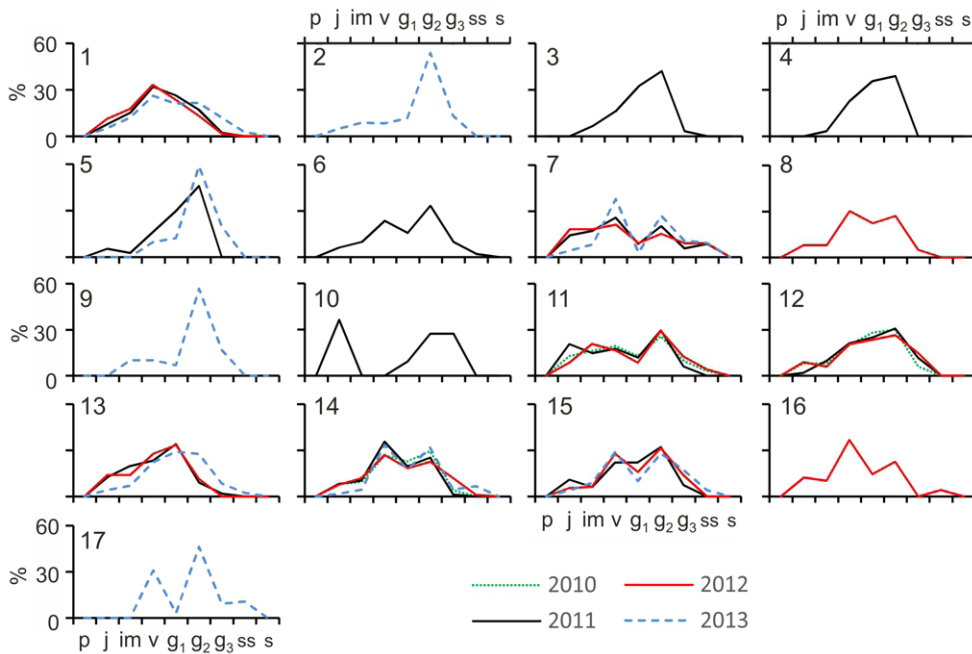 p j im v g₁ g₂ g₃ ss s p j im v g₁ g₂ g₃ ss s
60 1 2 3 4
% 30
0
5 6 7 8
60 9 10 11 12
% 30
0
13 14 15 16
p j im v g₁ g₂ g₃ ss s
60 17
% 30
0
2010 2012
2011 2013
p j im v g₁ g₂ g₃ ss s